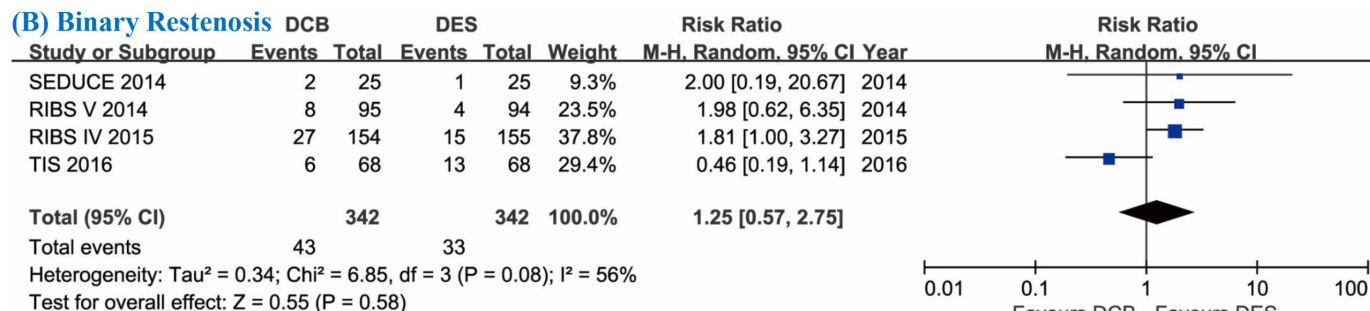 (B) Binary Restenosis DCB DES Risk Ratio Risk Ratio
Study or Subgroup Events Total Events Total Weight M-H, Random, 95% CI Year M-H, Random, 95% CI
SEDUCE 2014 2 25 1 25 9.3% 2.00 [0.19, 20.67] 2014
RIBS V 2014 8 95 4 94 23.5% 1.98 [0.62, 6.35] 2014
RIBS IV 2015 27 154 15 155 37.8% 1.81 [1.00, 3.27] 2015
TIS 2016 6 68 13 68 29.4% 0.46 [0.19, 1.14] 2016
Total (95% CI) 342 342 100.0% 1.25 [0.57, 2.75]
Total events 43 33
Heterogeneity: Tau² = 0.34; Chi² = 6.85, df = 3 (P = 0.08); I² = 56%
Test for overall effect: Z = 0.55 (P = 0.58)
0.01 0.1 1 10 100
Favours DCB Favours DES